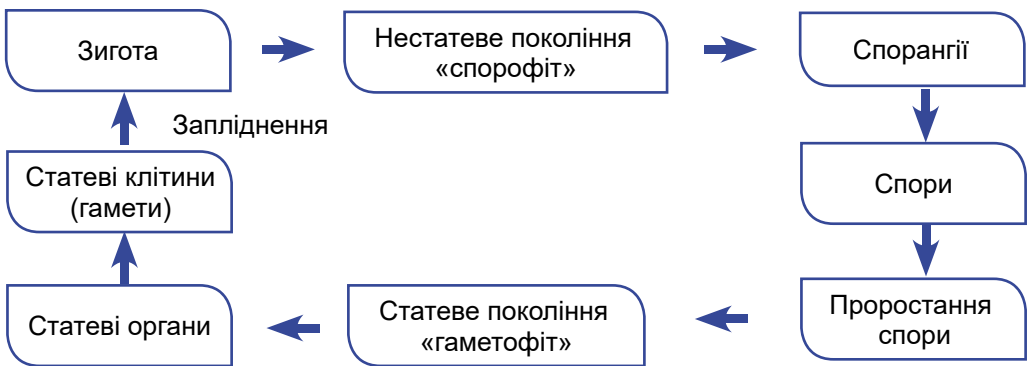 Зигота
Нестатеве покоління
«спорофіт»
Спорангії
Запліднення
Статеві клітини
(гамети)
Спори
Статеві органи
Статеве покоління
«гаметофіт»
Проростання
спори